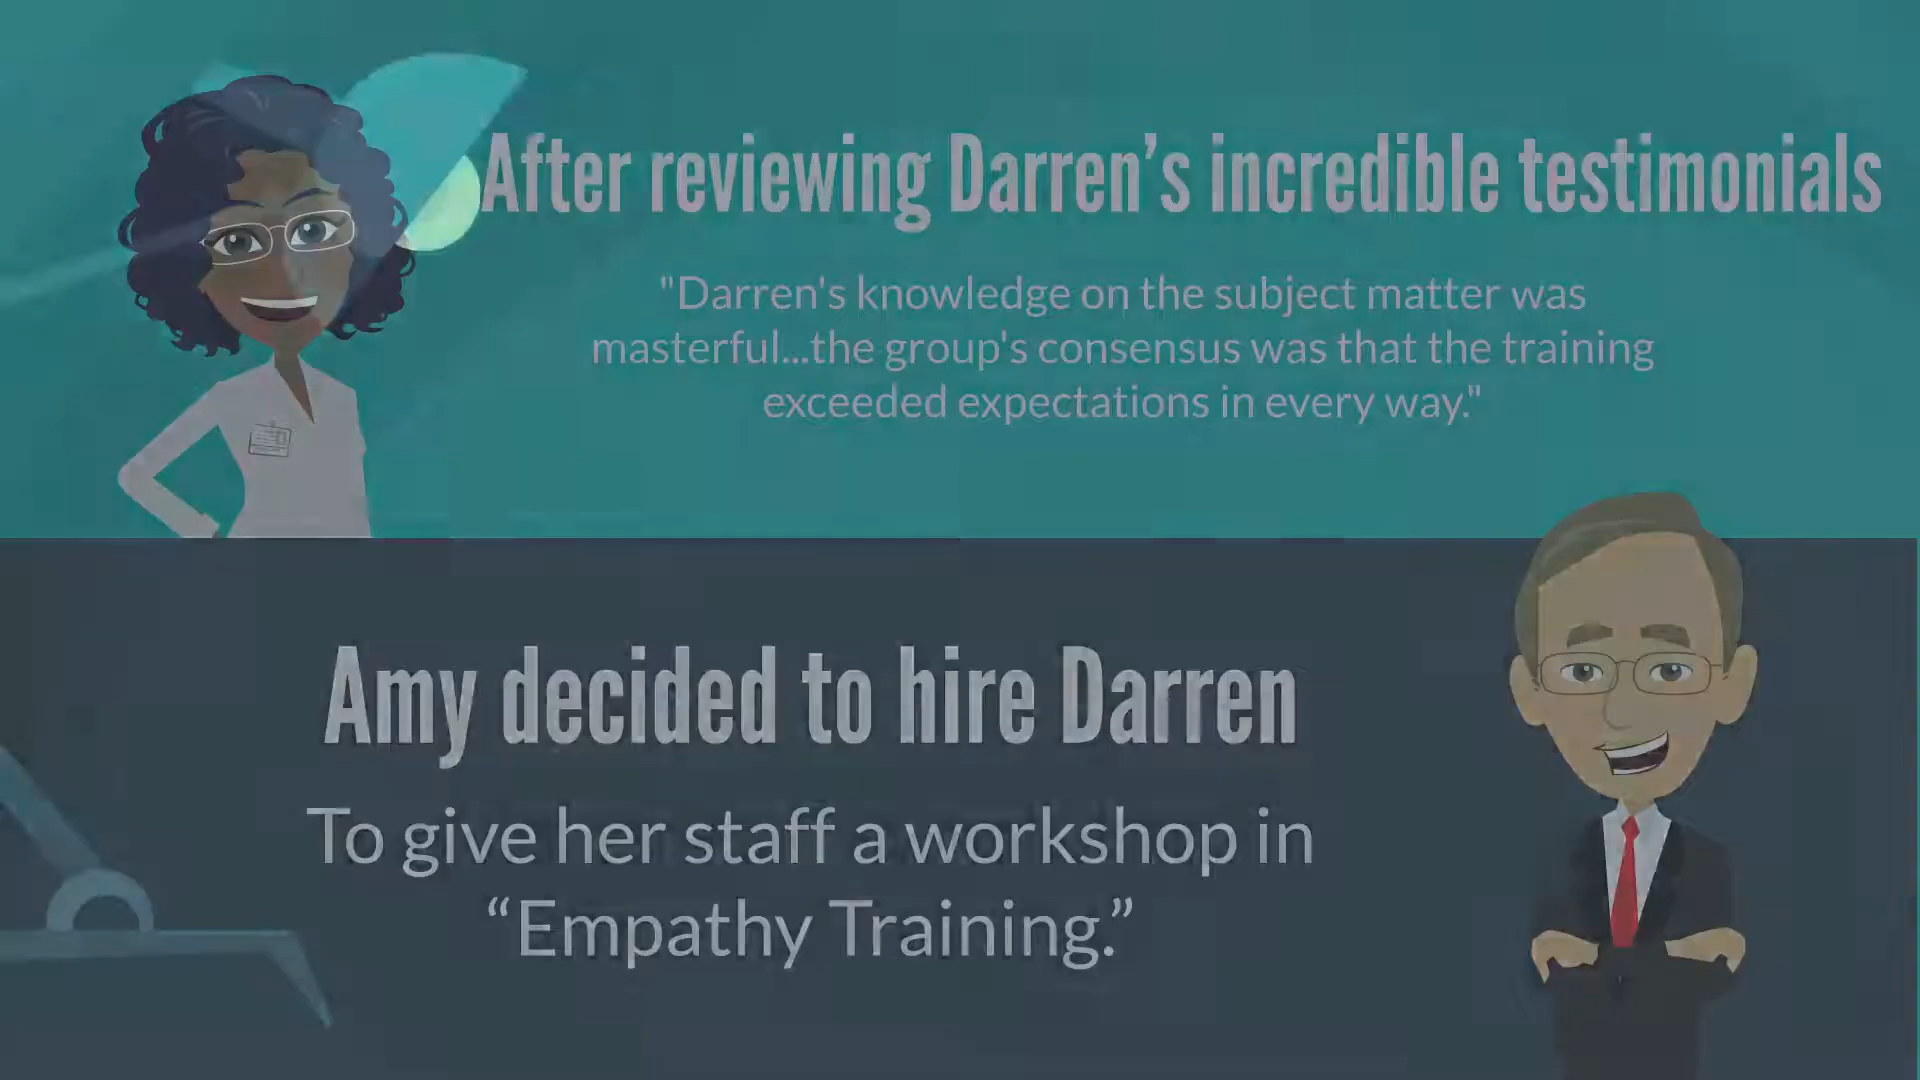 After reviewing Darren’s incredible testimonials
"Darren's knowledge on the subject matter was
masterful...the group's consensus was that the training
exceeded expectations in every way."
Amy decided to hire Darren
To give her staff a workshop in
“Empathy Training.”